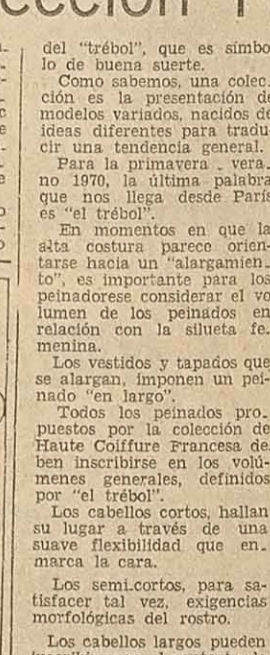 del "trébol", que es símbo
lo de buena suerte.
Como sabemos, una colec.
ción es la presentación de
modelos variados, nacidos de
ideas diferentes para tradu
cir una tendencia general.
Para la primavera _ vera_
no 1970, la última palabra
que nos llega desde París
es "el trébol".
En momentos en que la
alta costura parece orien-
tarse hacia un "alargamien_
to", es importante para los
peinadorese considerar el vo
lumen de los peinados en
relación con la silueta fe_
menina.
Los vestidos y tapados que
se alargan, imponen un pei-
nado "en largo".
Todos los peinados pro_
puestos por la colección de
Haute Coiffure Francesa de
ben inscribirse en los volú-
menes generales, definidos
por "el trébol".
Los cabellos cortos, hallan
su lugar a través de una
suave flexibilidad que en_
marca la cara.
Los semi.cortos, para sa-
tisfacer tal vez, exigencias
morfológicas del rostro.
Los cabellos largos pueden